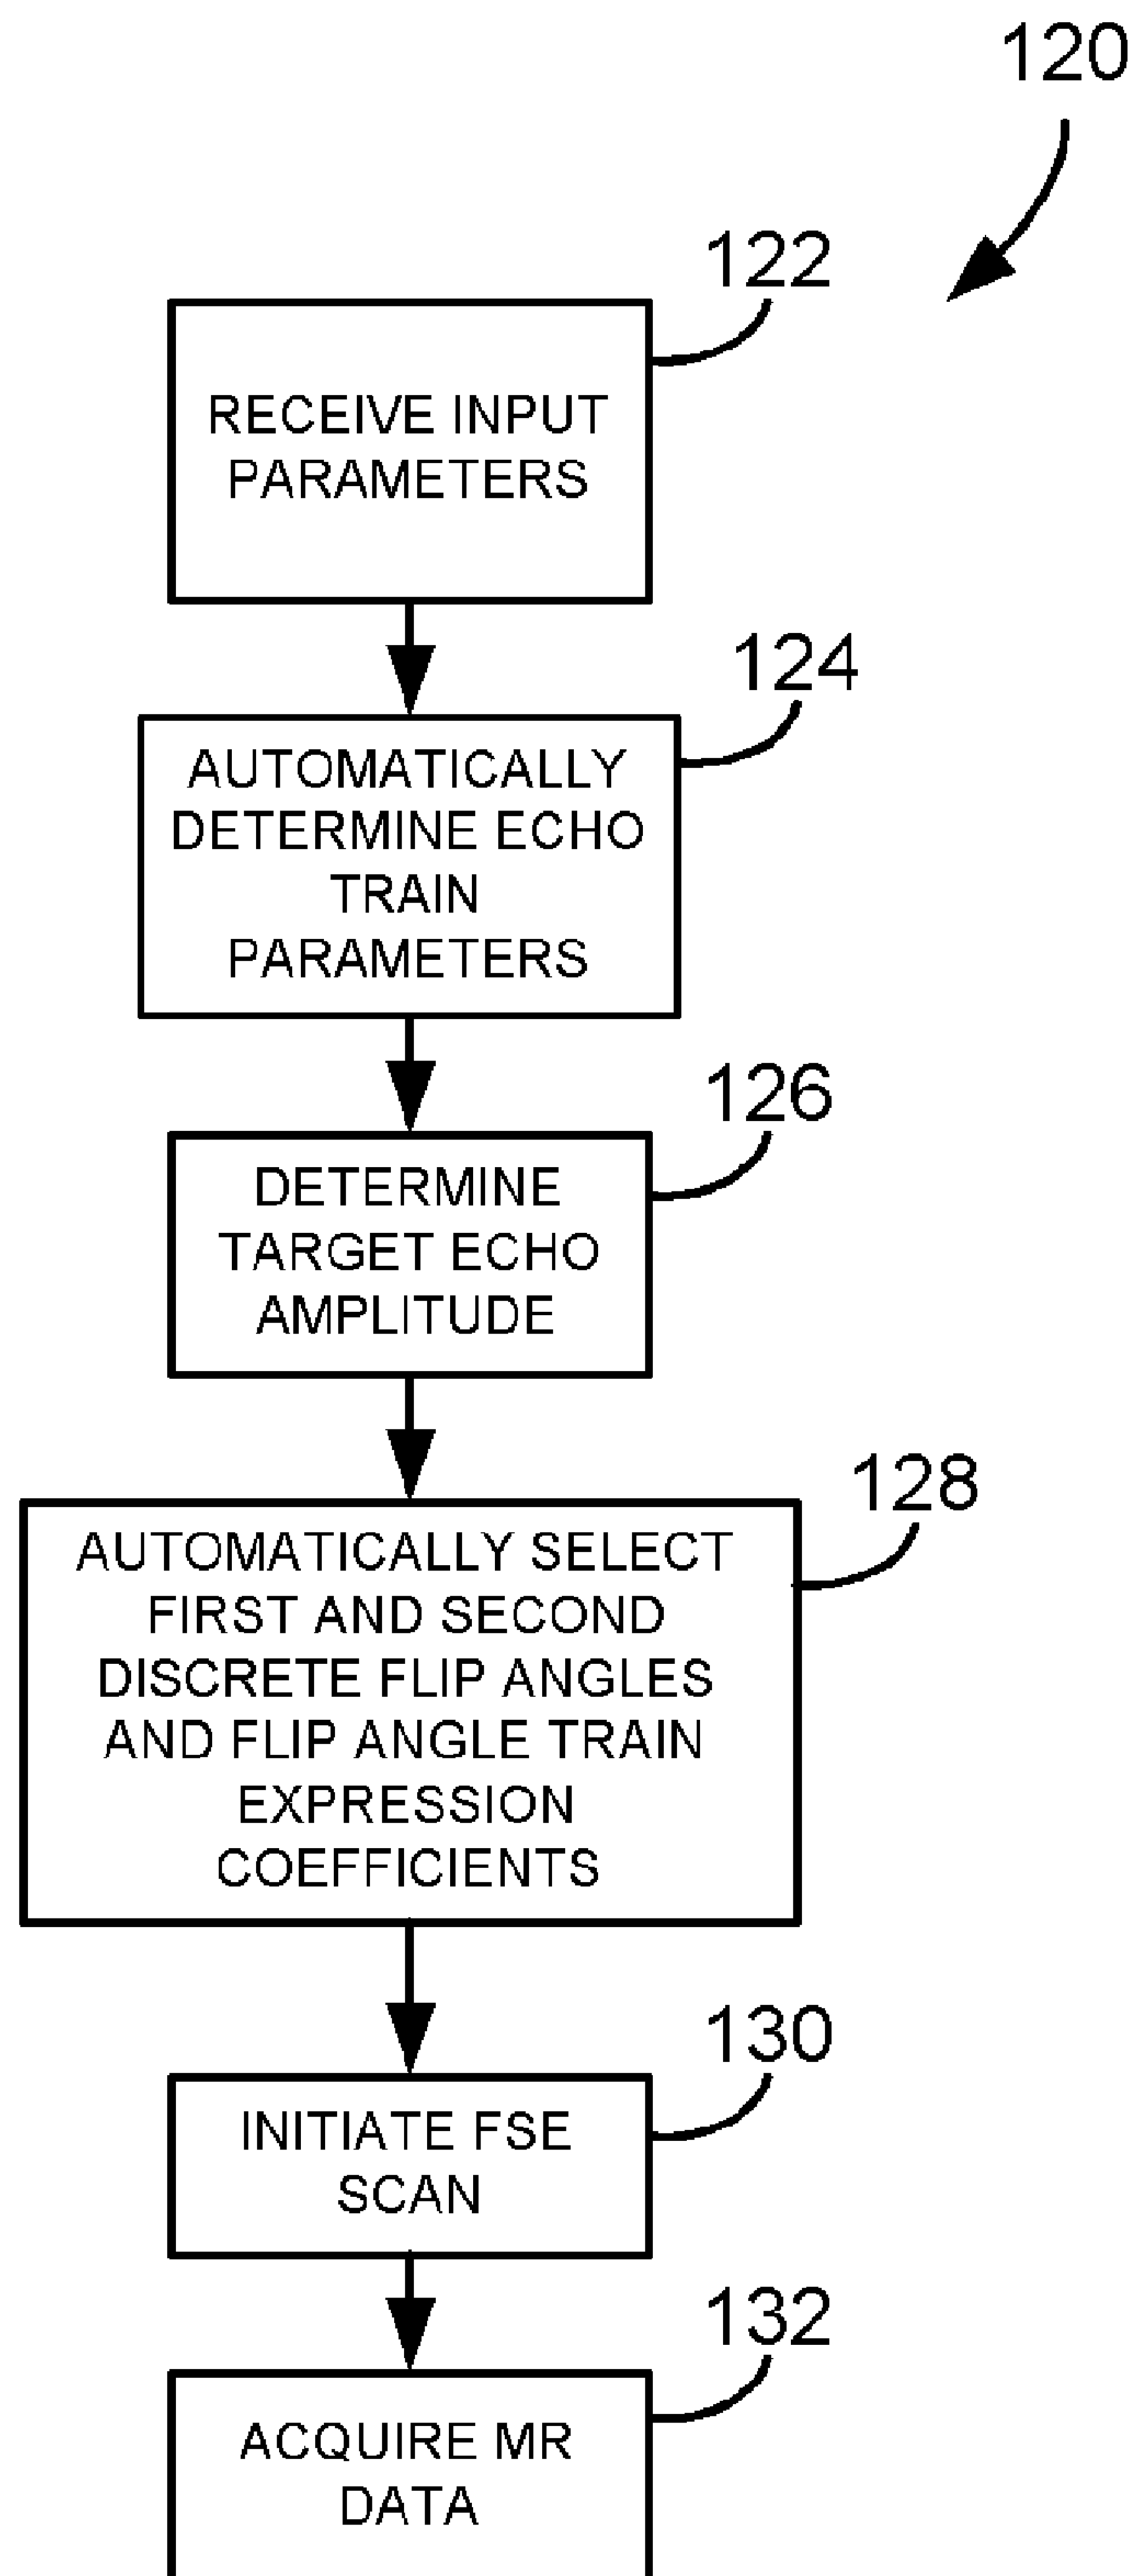 120
122
RECEIVE INPUT
PARAMETERS
124
AUTOMATICALLY
DETERMINE ECHO
TRAIN
PARAMETERS
126
DETERMINE
TARGET ECHO
AMPLITUDE
128
AUTOMATICALLY SELECT
FIRST AND SECOND
DISCRETE FLIP ANGLES
AND FLIP ANGLE TRAIN
EXPRESSION
COEFFICIENTS
130
INITIATE FSE
SCAN
132
ACQUIRE MR
DATA